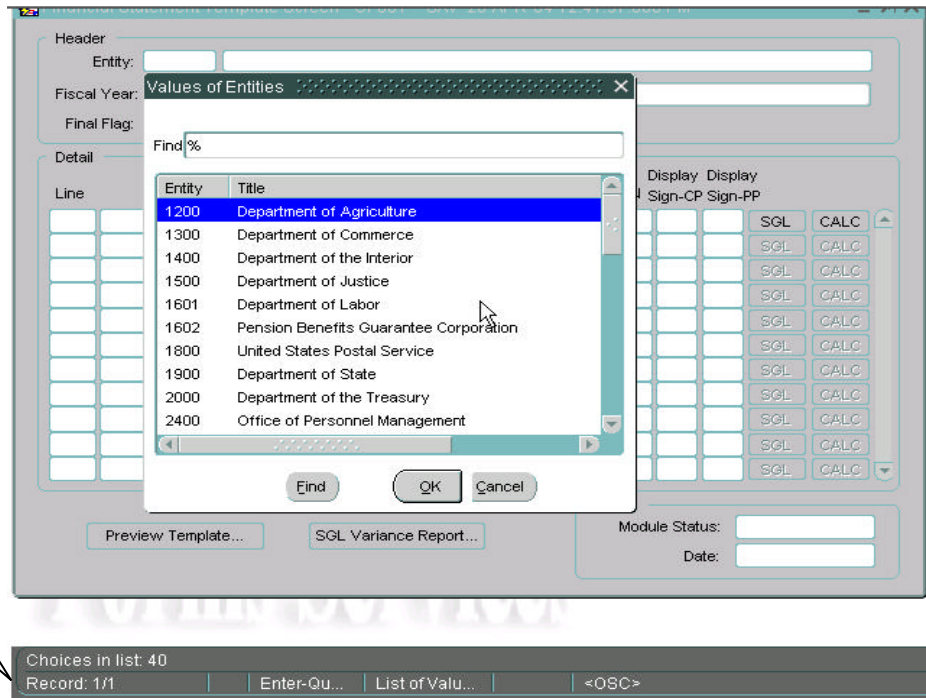 Header
Entity:
Fiscal Year:
Final Flag:
Values of Entities
Find %
Entity Title
1200 Department of Agriculture
1300 Department of Commerce
1400 Department of the Interior
1500 Department of Justice
1601 Department of Labor
1602 Pension Benefits Guarantee Corporation
1800 United States Postal Service
1900 Department of State
2000 Department of the Treasury
2400 Office of Personnel Management
Find OK Cancel
Detail
Line
Display Display
Sign-CP Sign-PP
SGL CALC
SGL CALC
SGL CALC
SGL CALC
SGL CALC
SGL CALC
SGL CALC
SGL CALC
SGL CALC
SGL CALC
SGL CALC
Preview Template... SGL Variance Report...
Module Status:
Date:
Forms Services
Choices in list: 40
Record: 1/1 Enter-Qu... List of Valu... <OSC>